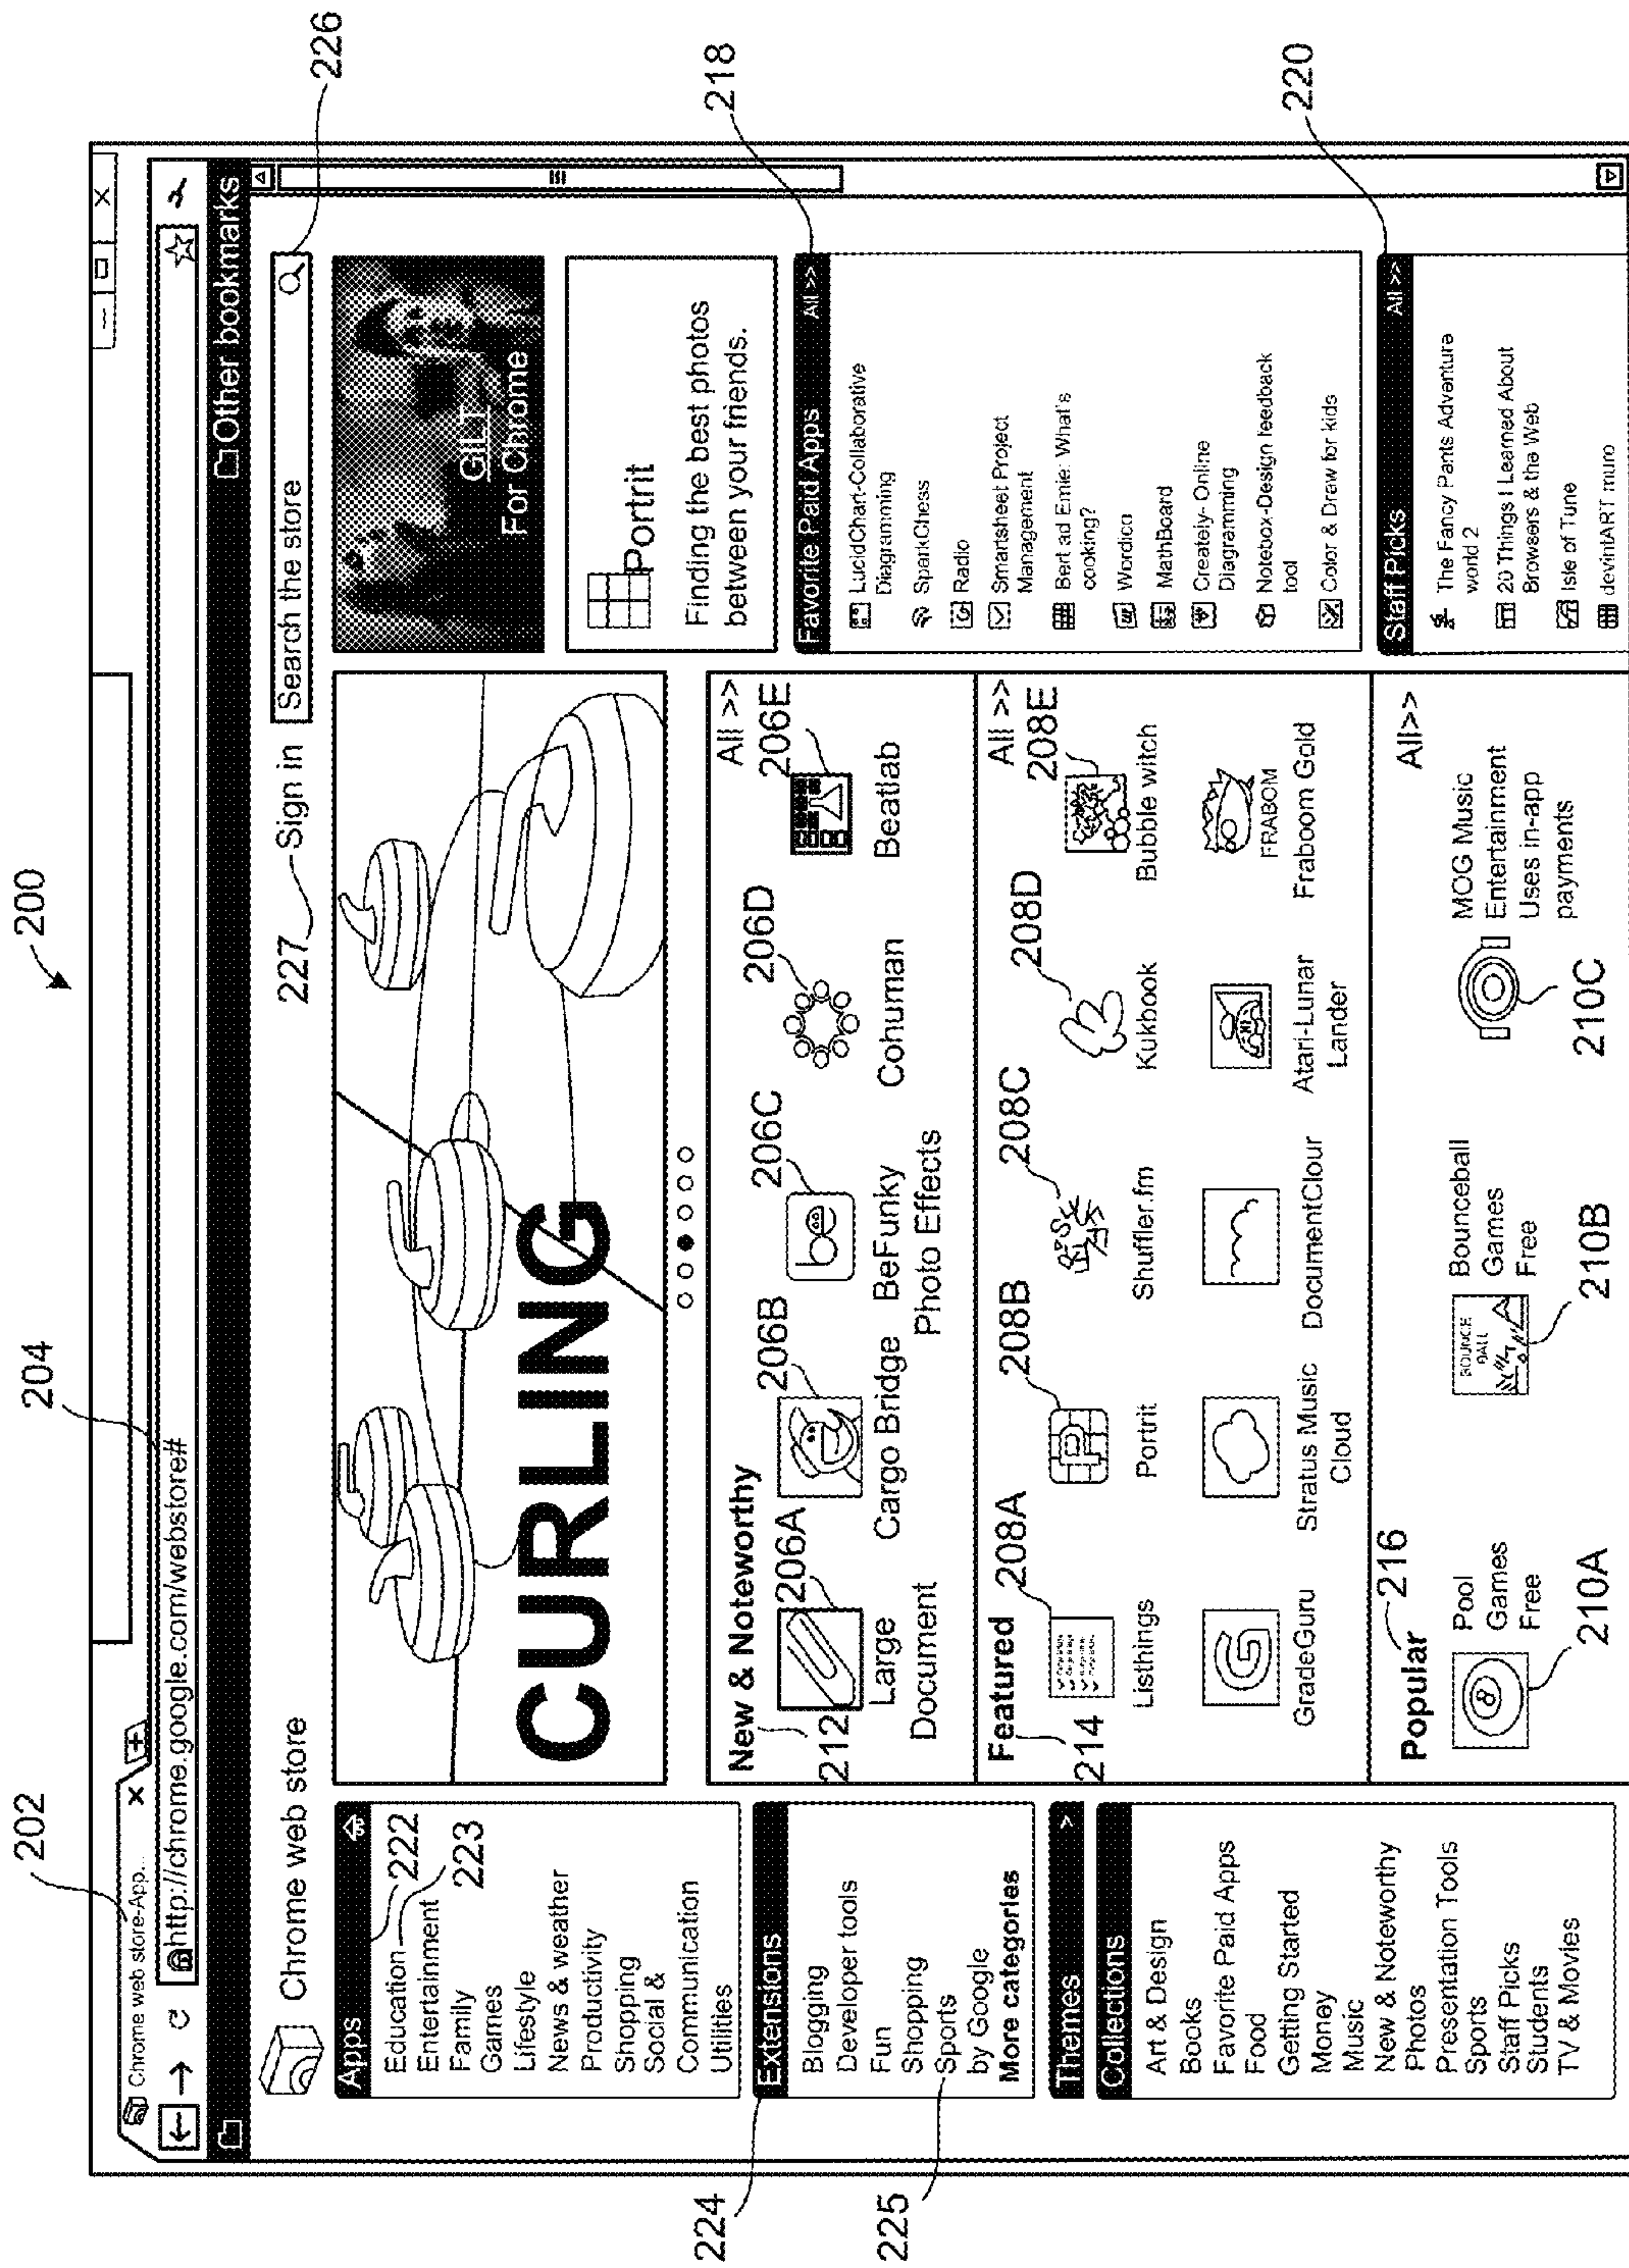 200
202
204
Chrome web store-App... X
http://chrome.google.com/webstore#
Other bookmarks
Chrome web store
227 Sign in Search the store
226
Apps
222
Education
223
Entertainment
Family
Games
Lifestyle
News & weather
Productivity
Shopping
Social &
Communication
Utilities
224
Extensions
Blogging
Developer tools
Fun
Shopping
Sports
225
by Google
More categories
Themes >
Collections
Art & Design
Books
Favorite Paid Apps
Food
Getting Started
Money
Music
New & Noteworthy
Photos
Presentation Tools
Sports
Staff Picks
Students
TV & Movies
CURLING
New & Noteworthy All >>
212 206A 206B 206C 206D 206E
be
Large
Document
Cargo Bridge
BeFunky
Photo Effects
Cohuman
Beatlab
Featured All >>
214 208A 208B 208C 208D 208E
P
Listhings
Portrit
Shuffler.fm
Kukbook
Bubble witch
G
FRABOM
GradeGuru
Stratus Music
Cloud
DocumentClour
Atari-Lunar
Lander
Fraboom Gold
Popular 216 All>>
8
Pool
Games
Free
210A
BOUNCE
BALL
Bounceball
Games
Free
210B
MOG Music
Entertainment
Uses in-app
payments
210C
GLT
For Chrome
Portrit
Finding the best photos
between your friends.
218
Favorite Paid Apps All >>
LucidChart-Collaborative
Diagramming
SparkChess
Radio
Smartsheet Project
Management
Bert ad Ernie: What's
cooking?
Wordico
MathBoard
Creately- Online
Diagramming
Notebox-Design feedback
tool
Color & Draw for kids
220
Staff Picks All >>
The Fancy Pants Adventure
world 2
20 Things I Learned About
Browsers & the Web
Isle of Tune
devintART muro